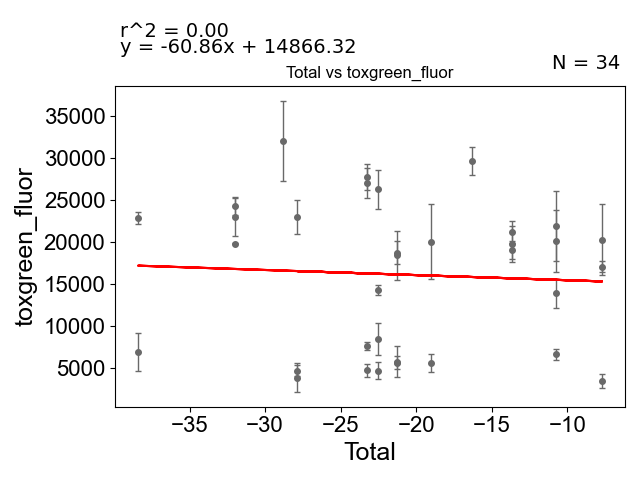 r^2 = 0.00
y = -60.86x + 14866.32
N = 34
Total vs toxgreen_fluor
35000
30000
25000
20000
15000
10000
5000
toxgreen_fluor
−35 −30 −25 −20 −15 −10
Total